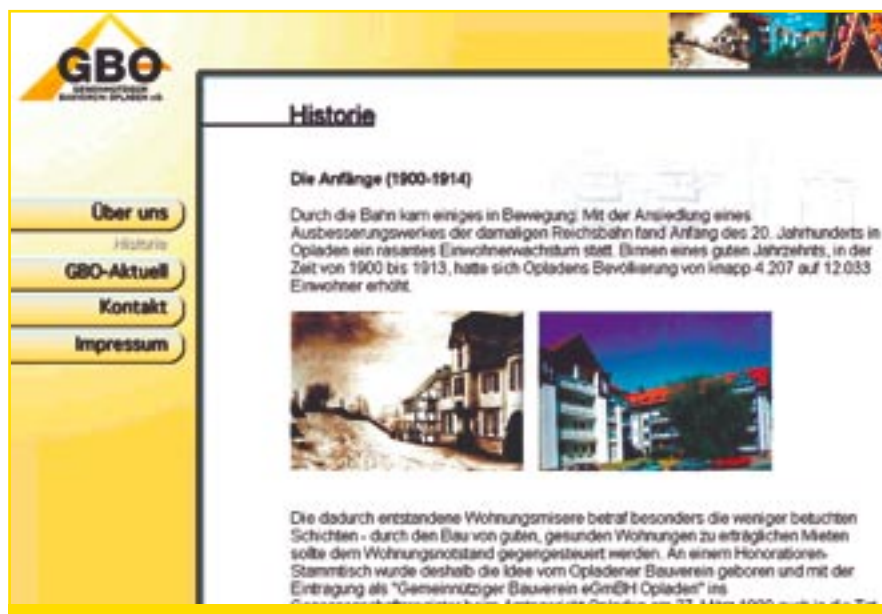 GBO
GEMEINNÜTZIGER
BAUVEREIN OPLADEN eG
Historie
Über uns
Historie
GBO-Aktuell
Kontakt
Impressum
Die Anfänge (1900-1914)
Durch die Bahn kam einiges in Bewegung: Mit der Ansiedlung eines
Ausbesserungswerkes der damaligen Reichsbahn fand Anfang des 20. Jahrhunderts in
Opladen ein rasantes Einwohnerwachstum statt. Binnen eines guten Jahrzehnts, in der
Zeit von 1900 bis 1913, hatte sich Opladens Bevölkerung von knapp 4.207 auf 12.033
Einwohner erhöht.
Die dadurch entstandene Wohnungsmisere betraf besonders die weniger betuchten
Schichten - durch den Bau von guten, gesunden Wohnungen zu erträglichen Mieten
sollte dem Wohnungsnotstand gegengesteuert werden. An einem Honoratioren-
Stammtisch wurde deshalb die Idee vom Opladener Bauverein geboren und mit der
Eintragung als "Gemeinnütziger Bauverein eGmBH Opladen" ins